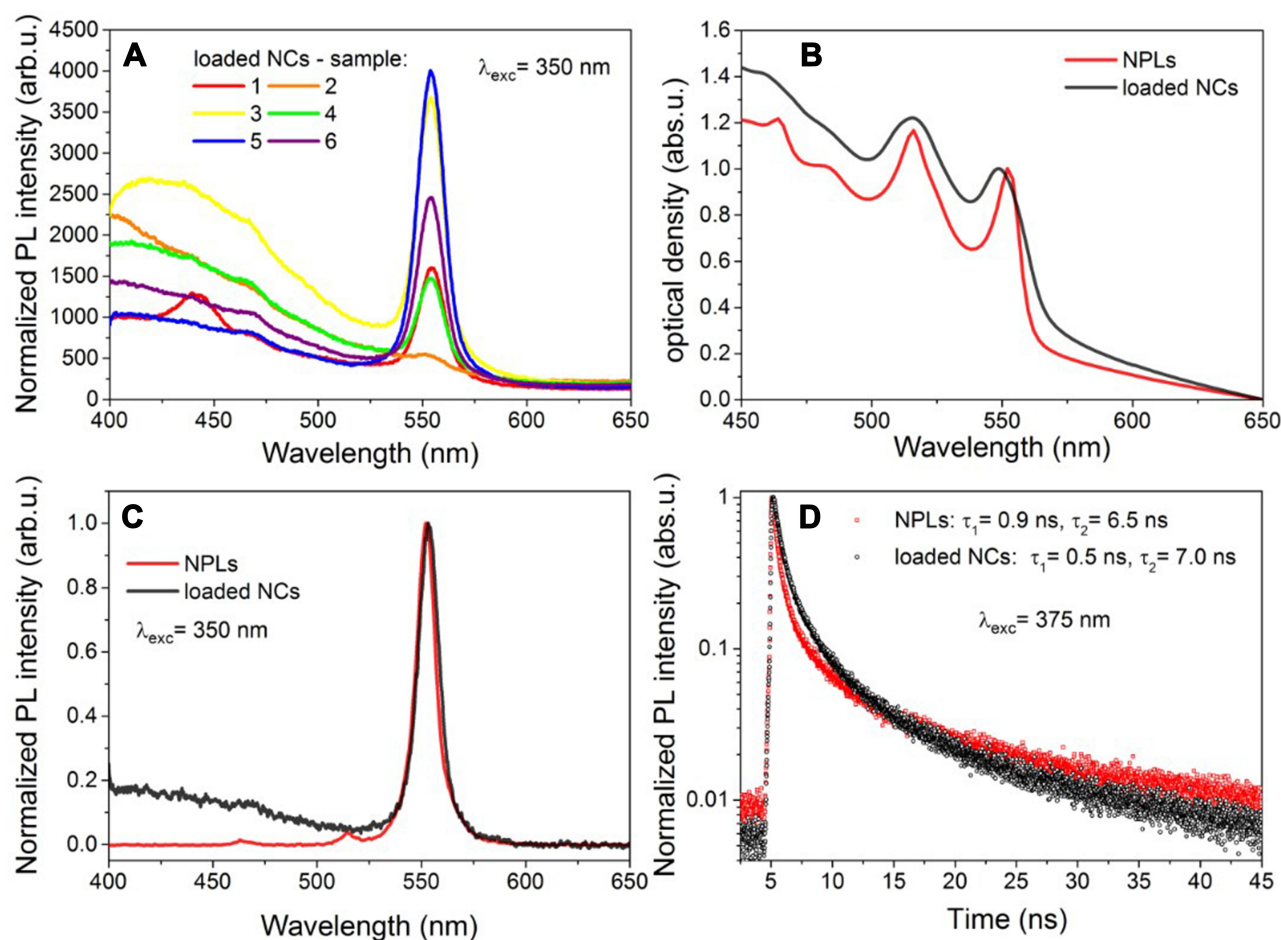 A
loaded NCs - sample:
1 2
3 4
5 6
λexc = 350 nm
4500
4000
3500
3000
2500
2000
1500
1000
500
0
400 450 500 550 600 650
Wavelength (nm)
Normalized PL intensity (arb.u.)
B
NPLs
loaded NCs
1.6
1.4
1.2
1.0
0.8
0.6
0.4
0.2
0.0
450 500 550 600 650
Wavelength (nm)
optical density (abs.u.)
C
NPLs
loaded NCs
λexc= 350 nm
1.0
0.8
0.6
0.4
0.2
0.0
400 450 500 550 600 650
Wavelength (nm)
Normalized PL intensity (arb.u.)
D
NPLs: τ1= 0.9 ns, τ2= 6.5 ns
loaded NCs: τ1= 0.5 ns, τ2= 7.0 ns
λexc= 375 nm
1
0.1
0.01
5 10 15 20 25 30 35 40 45
Time (ns)
Normalized PL intensity (abs.u.)